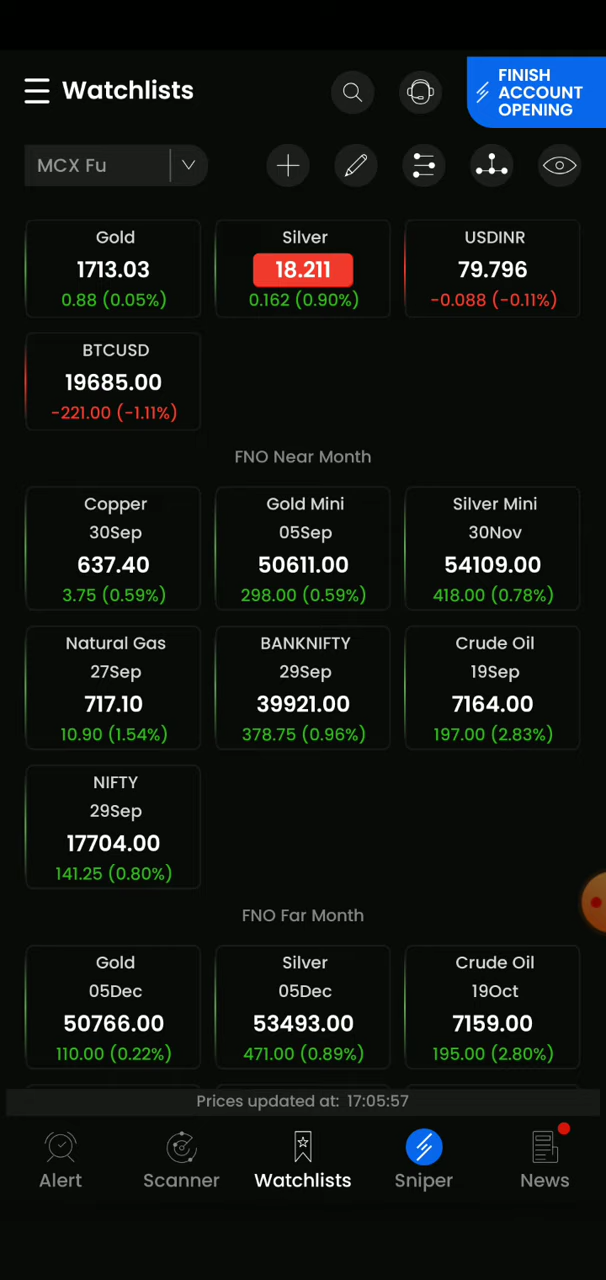 Watchlists
FINISH
ACCOUNT
OPENING
MCX Fu
Gold Silver USDINR
1713.03 18.211 79.796
0.88 (0.05%) 0.162 (0.90%) -0.088 (-0.11%)
BTCUSD
19685.00
-221.00 (-1.11%)
FNO Near Month
Copper Gold Mini Silver Mini
30Sep 05Sep 30Nov
637.40 50611.00 54109.00
3.75 (0.59%) 298.00 (0.59%) 418.00 (0.78%)
Natural Gas BANKNIFTY Crude Oil
27Sep 29Sep 19Sep
717.10 39921.00 7164.00
10.90 (1.54%) 378.75 (0.96%) 197.00 (2.83%)
NIFTY
29Sep
17704.00
141.25 (0.80%)
FNO Far Month
Gold Silver Crude Oil
05Dec 05Dec 19Oct
50766.00 53493.00 7159.00
110.00 (0.22%) 471.00 (0.89%) 195.00 (2.80%)
Prices updated at: 17:05:57
Alert Scanner Watchlists Sniper News